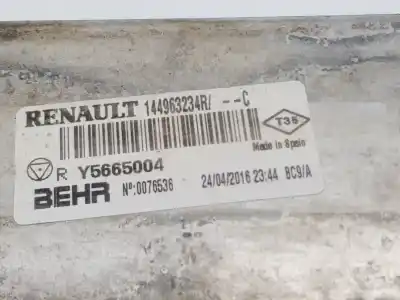 RENAULT 144963234R/ --C
T35
Made in Spain
R Y5665004
BEHR Nº:0076536 24/04/2016 23:44 BC9/A